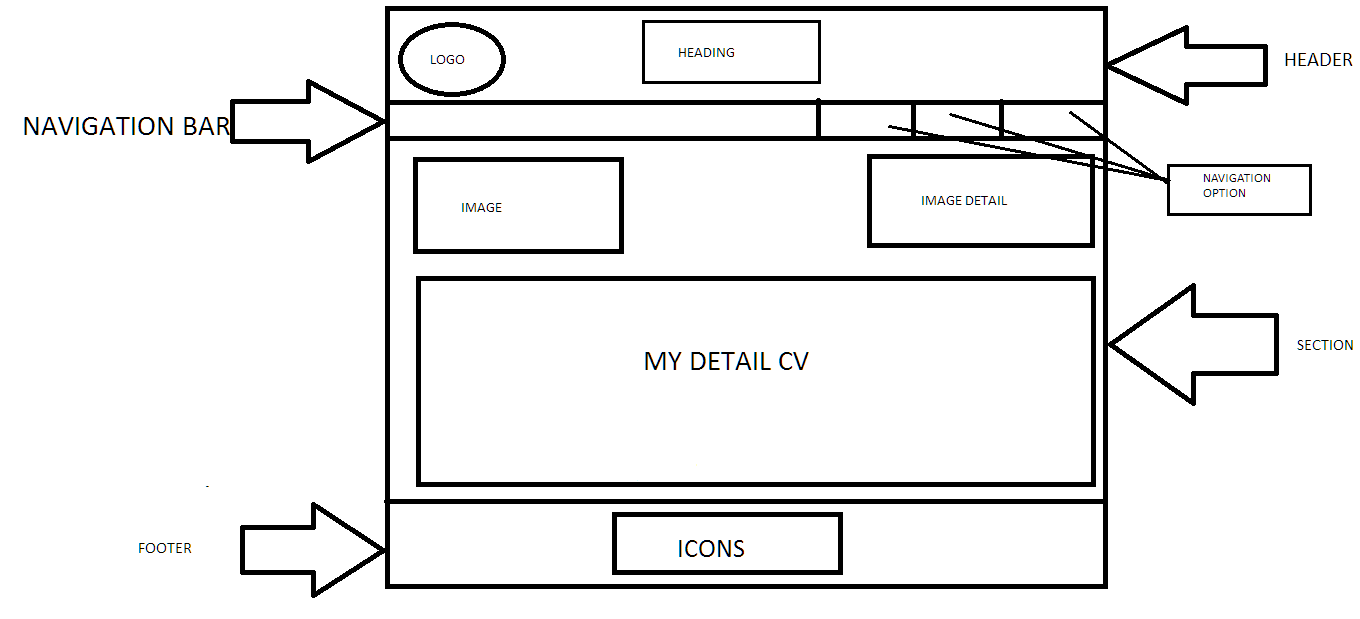 LOGO
HEADING
HEADER
NAVIGATION BAR
NAVIGATION
OPTION
IMAGE
IMAGE DETAIL
MY DETAIL CV
SECTION
FOOTER
ICONS